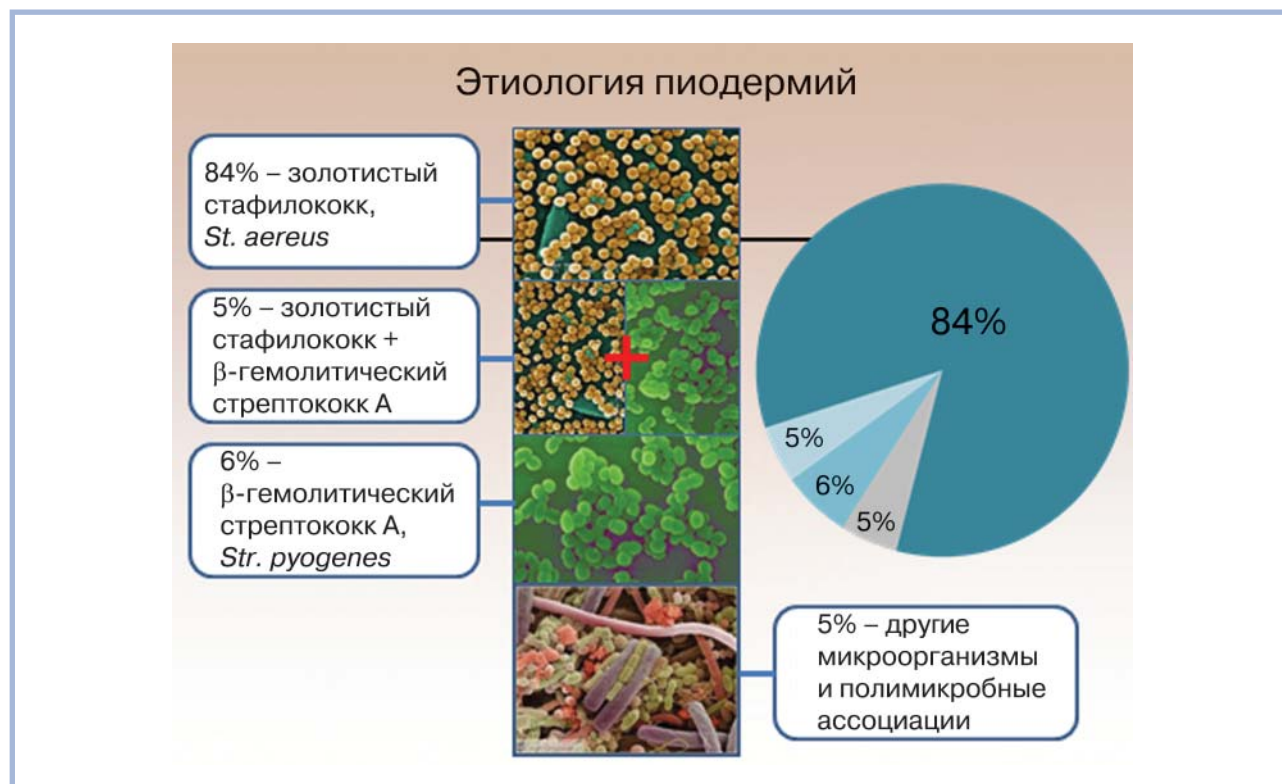 Этиология пиодермий
84% – золотистый
стафилококк,
St. aereus
5% – золотистый
стафилококк +
β-гемолитический
стрептококк А
6% –
β-гемолитический
стрептококк А,
Str. pyogenes
84%
5%
6%
5%
5% – другие
микроорганизмы
и полимикробные
ассоциации